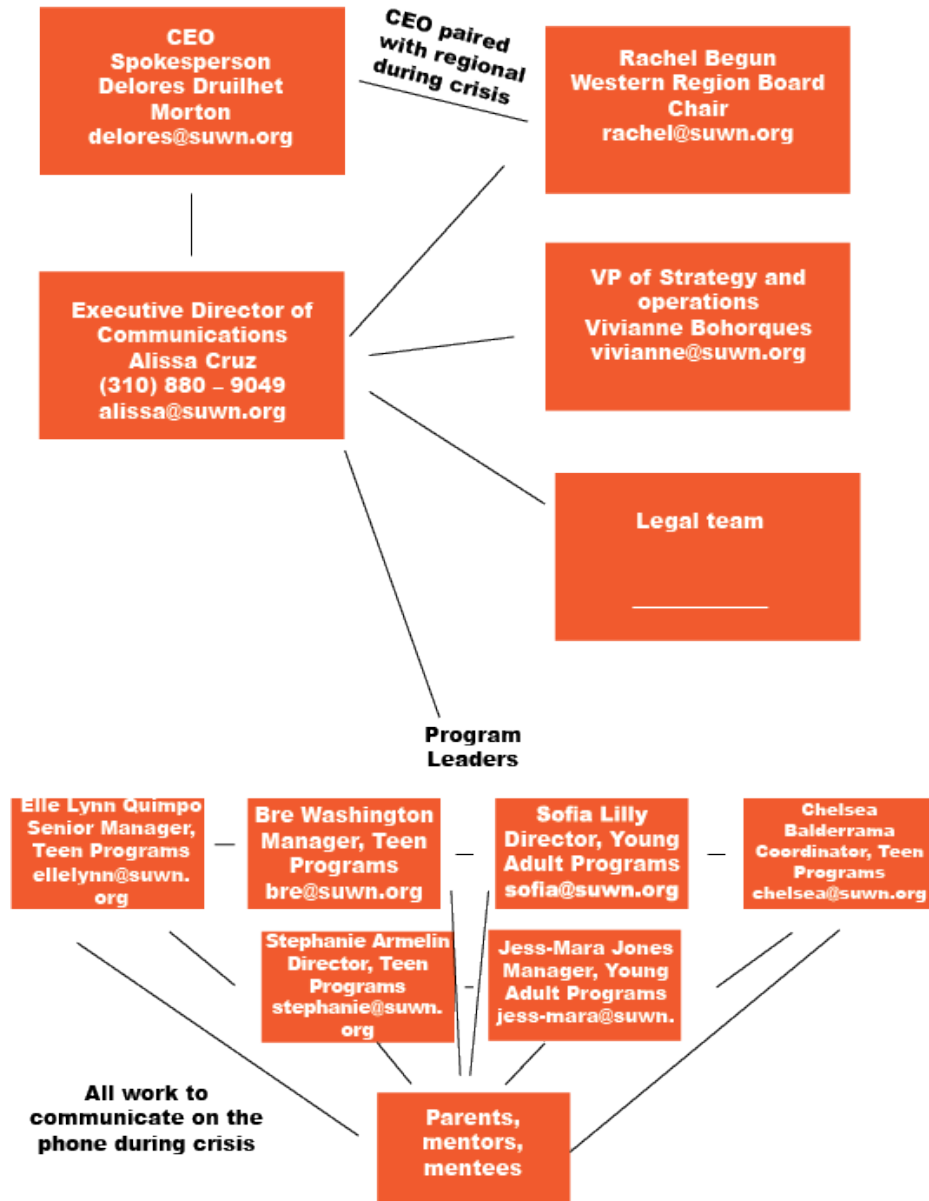 CEO
Spokesperson
Delores Druilhet
Morton
delores@suwn.org
CEO paired
with regional
during crisis
Rachel Begun
Western Region Board
Chair
rachel@suwn.org
Executive Director of
Communications
Alissa Cruz
(310) 880 – 9049
alissa@suwn.org
VP of Strategy and
operations
Vivianne Bohorques
vivianne@suwn.org
Legal team
Program
Leaders
Elle Lynn Quimpo
Senior Manager,
Teen Programs
ellelynn@suwn.
org
Bre Washington
Manager, Teen
Programs
bre@suwn.org
Sofia Lilly
Director, Young
Adult Programs
sofia@suwn.org
Chelsea
Balderrama
Coordinator, Teen
Programs
chelsea@suwn.org
Stephanie Armelin
Director, Teen
Programs
stephanie@suwn.
org
Jess-Mara Jones
Manager, Young
Adult Programs
jess-mara@suwn.
All work to
communicate on the
phone during crisis
Parents,
mentors,
mentees